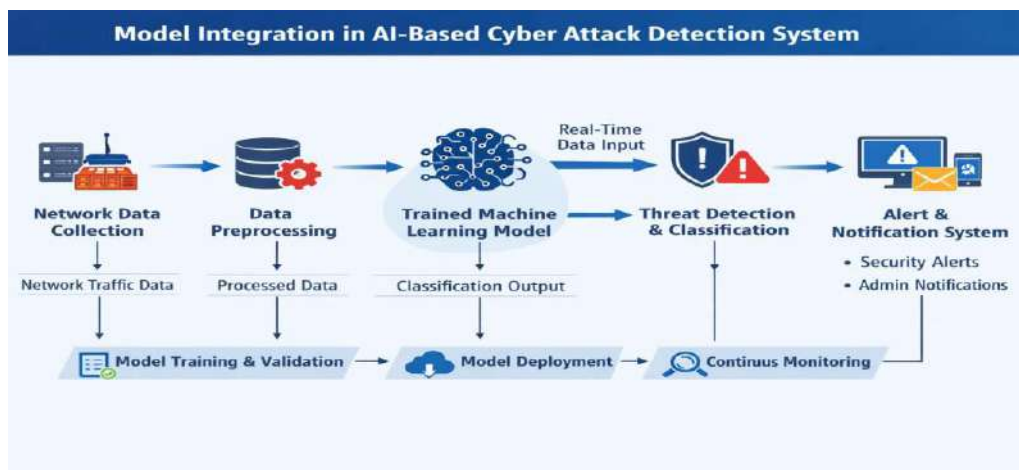 Model Integration in AI-Based Cyber Attack Detection System
Real-Time
Data Input
Network Data
Collection
Data
Preprocessing
Trained Machine
Learning Model
Threat Detection
& Classification
Alert &
Notification System
• Security Alerts
• Admin Notifications
Network Traffic Data
Processed Data
Classification Output
Model Training & Validation
Model Deployment
Continuus Monitoring